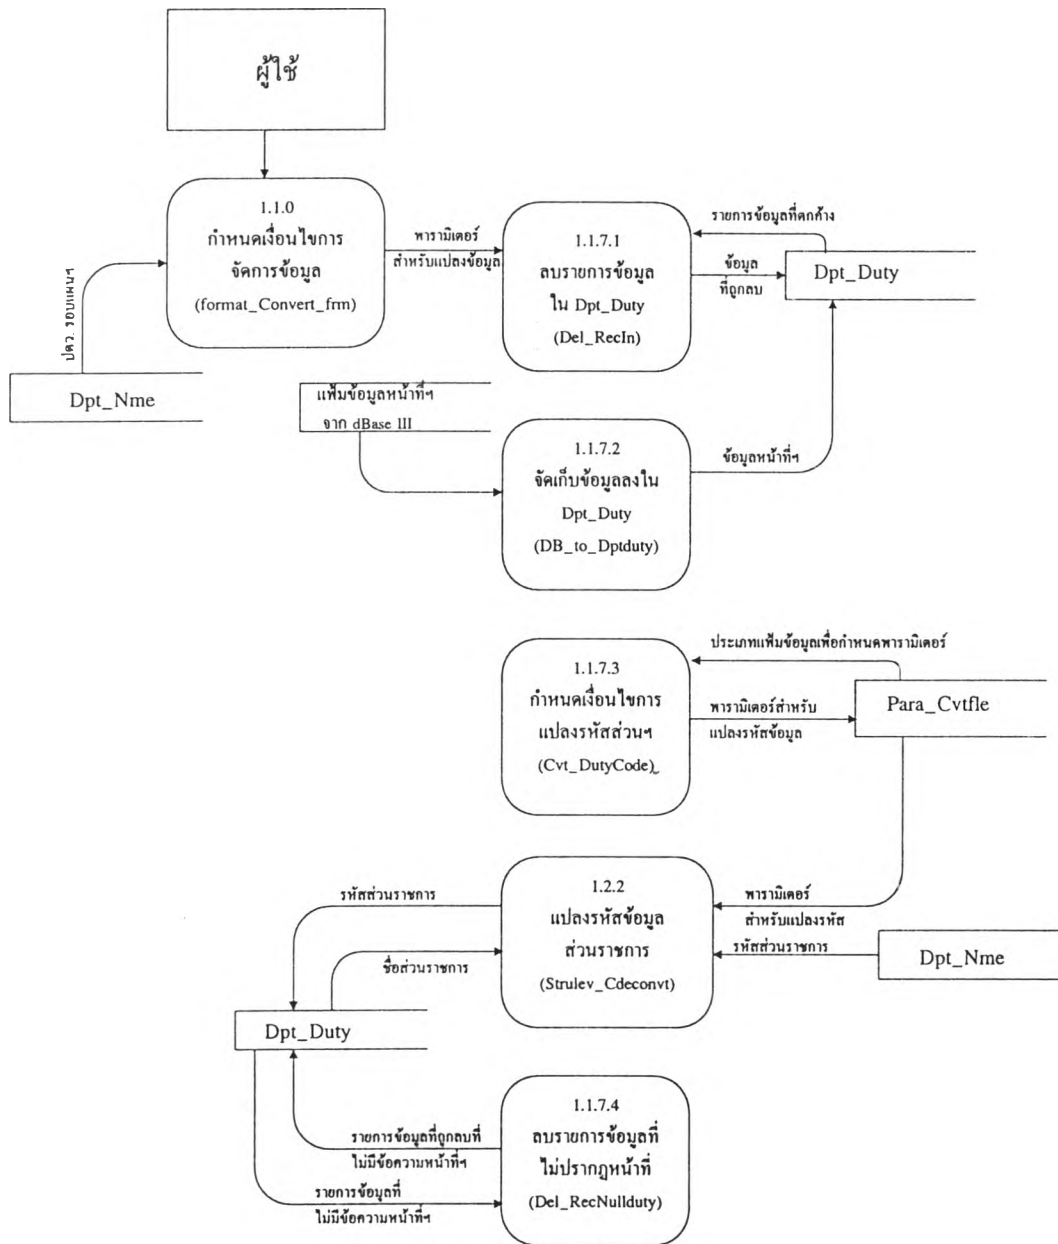 ผู้ใช้
1.1.0
กำหนดเงื่อนไขการ
จัดการข้อมูล
(format_Convert_frm)
พารามิเตอร์
สำหรับแปลงข้อมูล
1.1.7.1
ลบรายการข้อมูล
ใน Dpt_Duty
(Del_RecIn)
รายการข้อมูลที่ตกค้าง
ข้อมูล
ที่ถูกลบ
Dpt_Duty
ปตว. รอบแผนฯ
Dpt_Nme
แฟ้มข้อมูลหน้าที่ฯ
จาก dBase III
1.1.7.2
จัดเก็บข้อมูลลงใน
Dpt_Duty
(DB_to_Dptduty)
ข้อมูลหน้าที่ฯ
ประเภทแฟ้มข้อมูลเพื่อกำหนดพารามิเตอร์
1.1.7.3
กำหนดเงื่อนไขการ
แปลงรหัสส่วนฯ
(Cvt_DutyCode)
พารามิเตอร์สำหรับ
แปลงรหัสข้อมูล
Para_Cvtfle
รหัสส่วนราชการ
ชื่อส่วนราชการ
1.2.2
แปลงรหัสข้อมูล
ส่วนราชการ
(Strulev_Cdeconvt)
พารามิเตอร์
สำหรับแปลงรหัส
รหัสส่วนราชการ
Dpt_Nme
Dpt_Duty
รายการข้อมูลที่ถูกลบที่
ไม่มีข้อความหน้าที่ฯ
รายการข้อมูลที่
ไม่มีข้อความหน้าที่ฯ
1.1.7.4
ลบรายการข้อมูลที่
ไม่ปรากฏหน้าที่
(Del_RecNullduty)